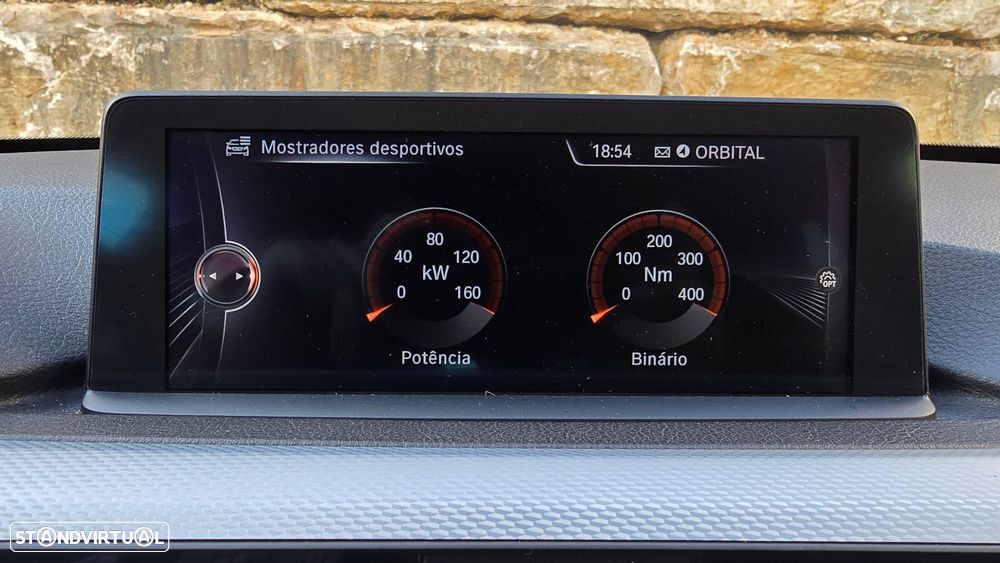 Mostradores desportivos
18:54 ORBITAL
80
40 120
kW
0 160
Potência
200
100 300
Nm
0 400
Binário
OPT
STANDVIRTUAL